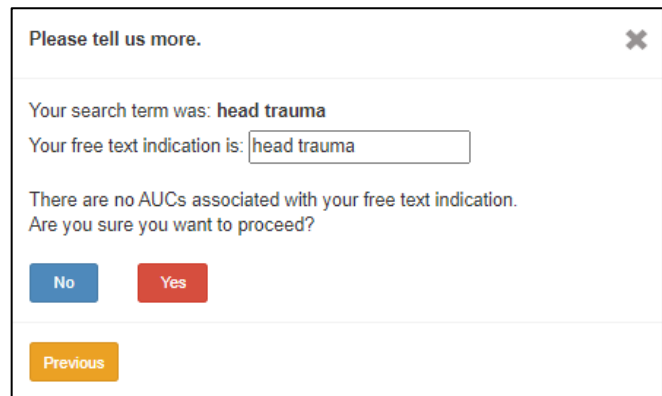 Please tell us more.
Your search term was: head trauma
Your free text indication is: head trauma
There are no AUCs associated with your free text indication.
Are you sure you want to proceed?
No Yes
Previous